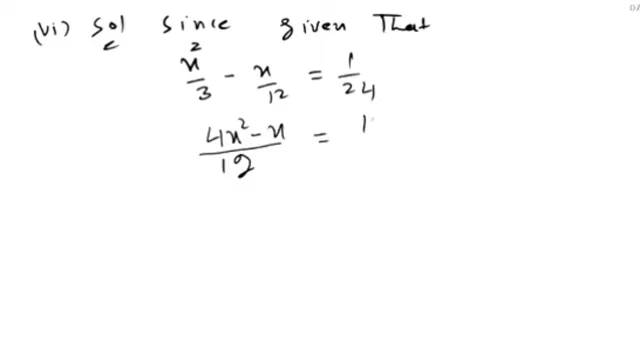 (vi) Sol Since given That
x²/3 - x/12 = 1/24
4x² - x/12 = 1